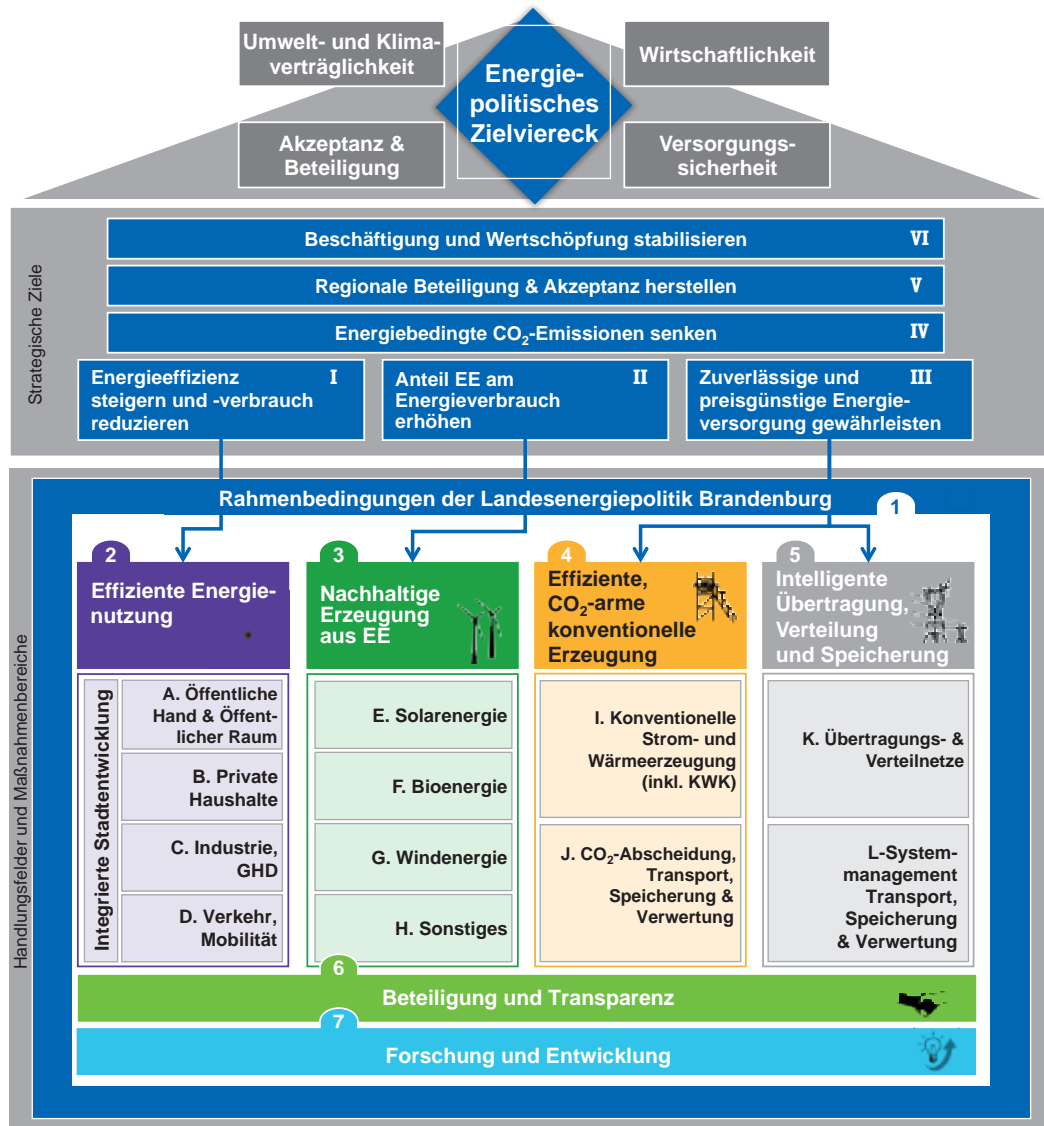 Umwelt- und Klima-
verträglichkeit
Energie-
politisches
Zielviereck
Wirtschaftlichkeit
Akzeptanz &
Beteiligung
Versorgungs-
sicherheit
Strategische Ziele
Beschäftigung und Wertschöpfung stabilisieren VI
Regionale Beteiligung & Akzeptanz herstellen V
Energiebedingte CO₂-Emissionen senken IV
Energieeffizienz I
steigern und -verbrauch
reduzieren
Anteil EE am II
Energieverbrauch
erhöhen
Zuverlässige und III
preisgünstige Energie-
versorgung gewährleisten
Handlungsfelder und Maßnahmenbereiche
Rahmenbedingungen der Landesenergiepolitik Brandenburg
1
2
Effiziente Energie-
nutzung
Integrierte Stadtentwicklung
A. Öffentliche
Hand & Öffent-
licher Raum
B. Private
Haushalte
C. Industrie,
GHD
D. Verkehr,
Mobilität
3
Nachhaltige
Erzeugung
aus EE
E. Solarenergie
F. Bioenergie
G. Windenergie
H. Sonstiges
4
Effiziente,
CO₂-arme
konventionelle
Erzeugung
I. Konventionelle
Strom- und
Wärmeerzeugung
(inkl. KWK)
J. CO₂-Abscheidung,
Transport,
Speicherung &
Verwertung
5
Intelligente
Übertragung,
Verteilung
und Speicherung
K. Übertragungs- &
Verteilnetze
L-System-
management
Transport,
Speicherung
& Verwertung
6
Beteiligung und Transparenz
7
Forschung und Entwicklung